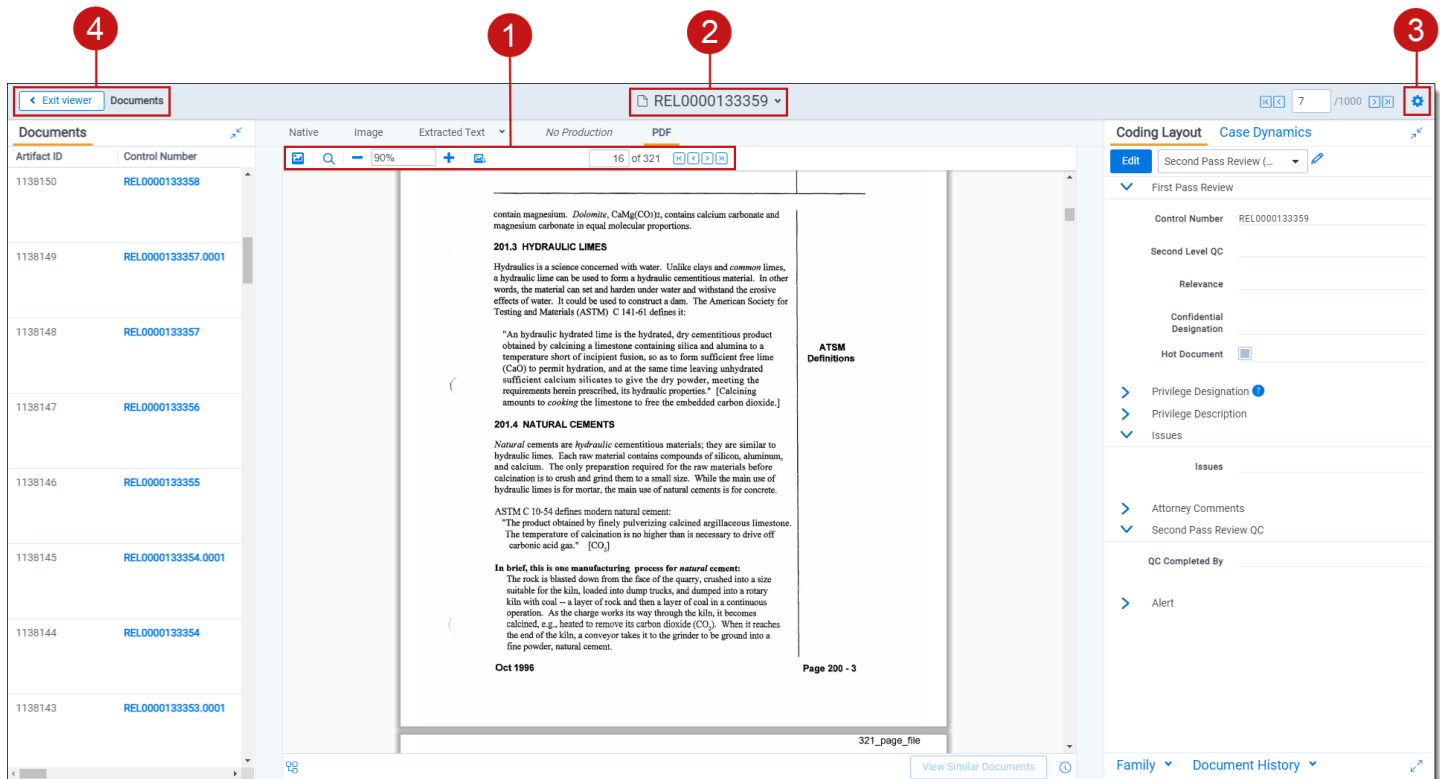 4
1
2
3
Exit viewer Documents
REL0000133359
7 /1000
Documents
Artifact ID Control Number
1138150 REL0000133358
1138149 REL0000133357.0001
1138148 REL0000133357
1138147 REL0000133356
1138146 REL0000133355
1138145 REL0000133354.0001
1138144 REL0000133354
1138143 REL0000133353.0001
Native Image Extracted Text No Production PDF
90% 16 of 321
contain magnesium. Dolomite, CaMg(CO3)2, contains calcium carbonate and
magnesium carbonate in equal molecular proportions.
201.3 HYDRAULIC LIMES
Hydraulics is a science concerned with water. Unlike clays and common limes,
a hydraulic lime can be used to form a hydraulic cementitious material. In other
words, the material can set and harden under water and withstand the erosive
effects of water. It could be used to construct a dam. The American Society for
Testing and Materials (ASTM) C 141-61 defines it:
"An hydraulic hydrated lime is the hydrated, dry cementitious product
obtained by calcining a limestone containing silica and alumina to a
temperature short of incipient fusion, so as to form sufficient free lime
(CaO) to permit hydration, and at the same time leaving unhydrated
sufficient calcium silicates to give the dry powder, meeting the
requirements herein prescribed, its hydraulic properties." [Calcining
amounts to cooking the limestone to free the embedded carbon dioxide.]
ATSM
Definitions
201.4 NATURAL CEMENTS
Natural cements are hydraulic cementitious materials; they are similar to
hydraulic limes. Each raw material contains compounds of silicon, aluminum,
and calcium. The only preparation required for the raw materials before
calcination is to crush and grind them to a small size. While the main use of
hydraulic limes is for mortar, the main use of natural cements is for concrete.
ASTM C 10-54 defines modern natural cement:
"The product obtained by finely pulverizing calcined argillaceous limestone.
The temperature of calcination is no higher than is necessary to drive off
carbonic acid gas." [CO2]
In brief, this is one manufacturing process for natural cement:
The rock is blasted down from the face of the quarry, crushed into a size
suitable for the kiln, loaded into dump trucks, and dumped into a rotary
kiln with coal -- a layer of rock and then a layer of coal in a continuous
operation. As the charge works its way through the kiln, it becomes
calcined, e.g., heated to remove its carbon dioxide (CO2). When it reaches
the end of the kiln, a conveyor takes it to the grinder to be ground into a
fine powder, natural cement.
Oct 1996 Page 200 - 3
321_page_file
View Similar Documents
Coding Layout Case Dynamics
Edit Second Pass Review (...
First Pass Review
Control Number REL0000133359
Second Level QC
Relevance
Confidential
Designation
Hot Document
Privilege Designation ?
Privilege Description
Issues
Issues
Attorney Comments
Second Pass Review QC
QC Completed By
Alert
Family Document History